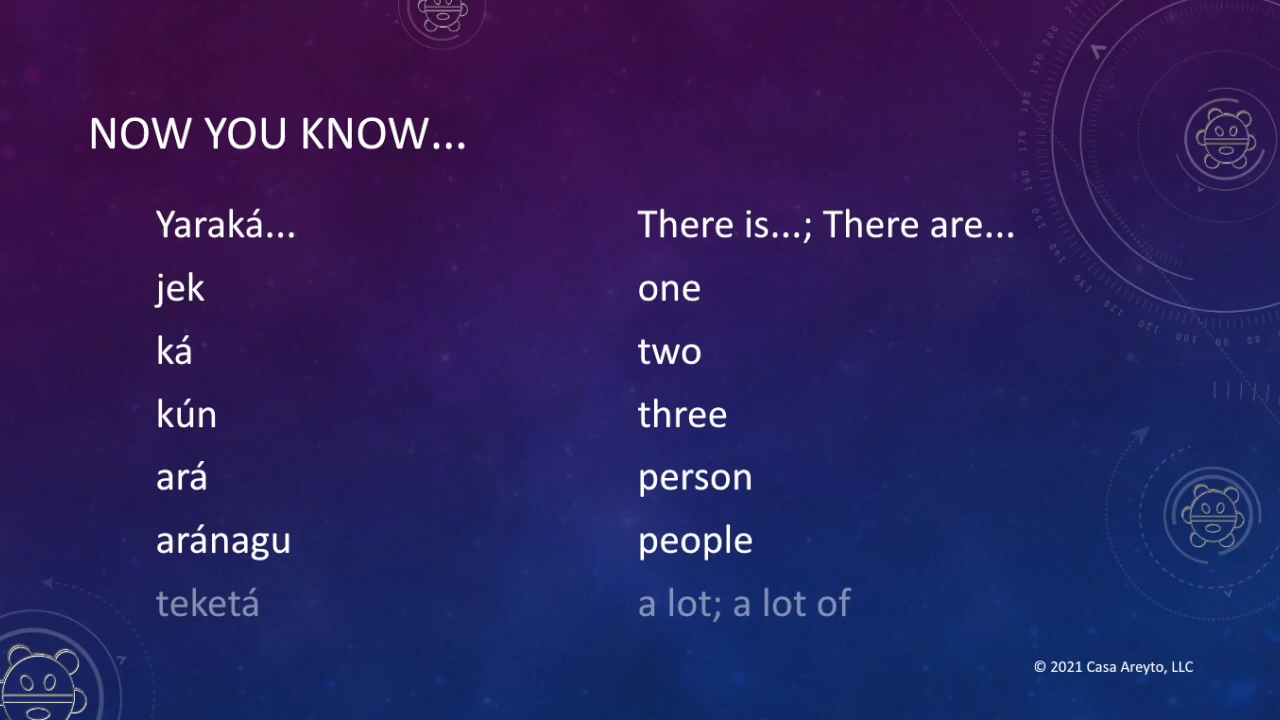 NOW YOU KNOW...
Yaraká... There is...; There are...
jek one
ká two
kún three
ará person
aránagu people
teketá a lot; a lot of
© 2021 Casa Areyto, LLC